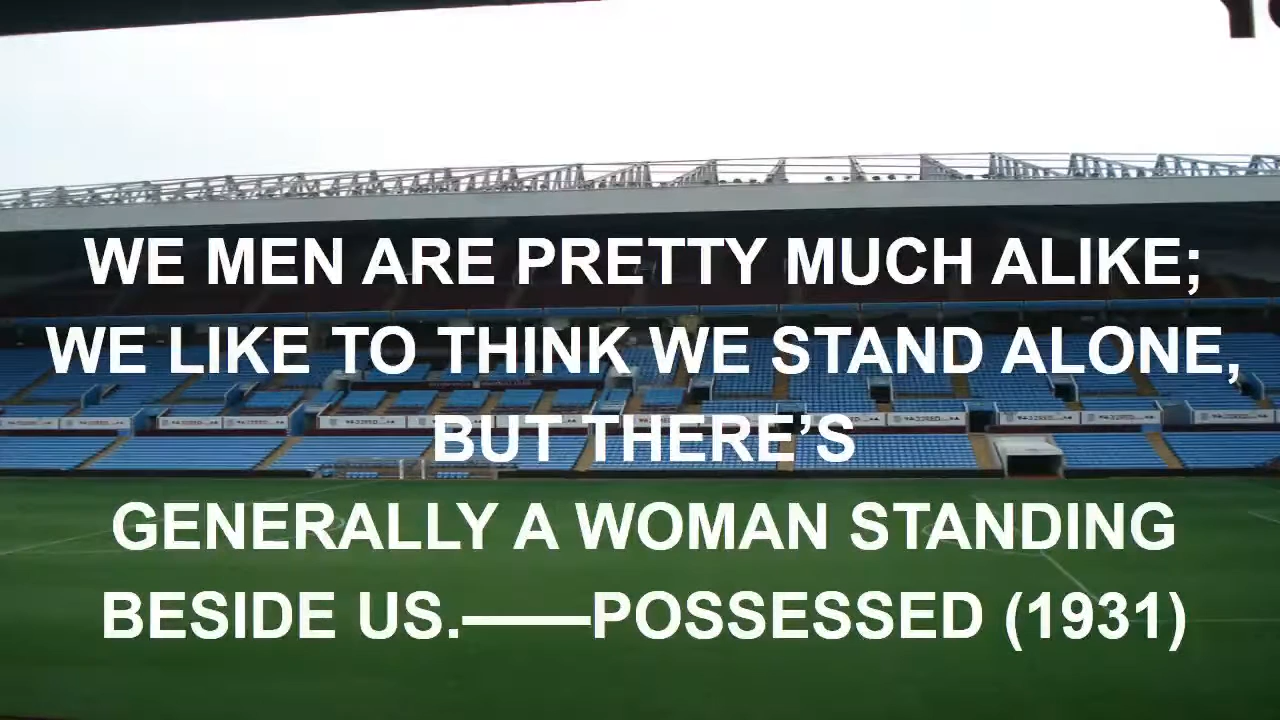 WE MEN ARE PRETTY MUCH ALIKE;
WE LIKE TO THINK WE STAND ALONE,
BUT THERE’S
GENERALLY A WOMAN STANDING
BESIDE US.——POSSESSED (1931)